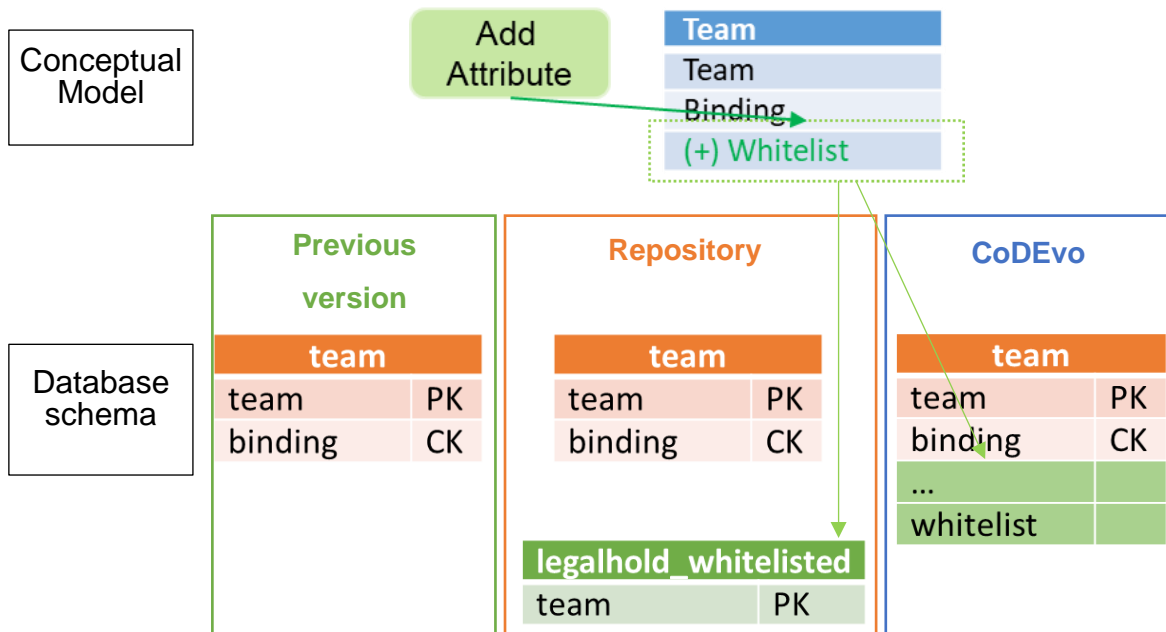 Conceptual
Model
Add
Attribute
Team
Team
Binding
(+) Whitelist
Previous
version
Repository
CoDEvo
Database
schema
team
team PK
binding CK
team
team PK
binding CK
legalhold_whitelisted
team PK
team
team PK
binding CK
...
whitelist